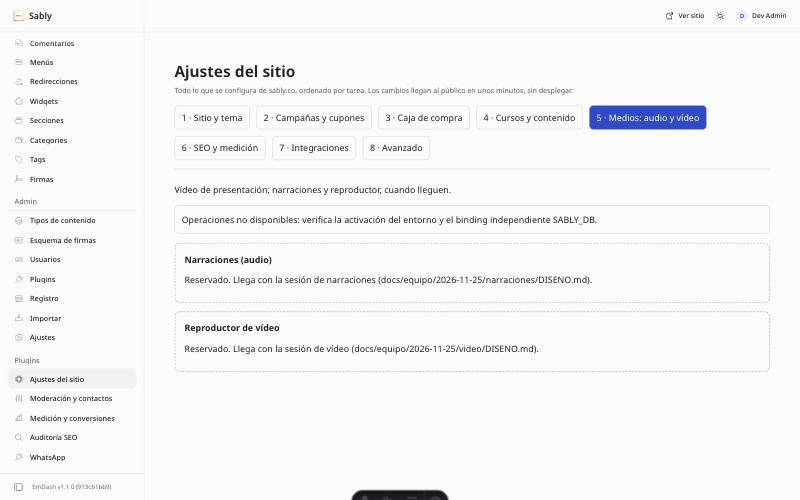 Sably
Ver sitio
D
Dev Admin
Comentarios
Menús
Redirecciones
Widgets
Secciones
Categories
Tags
Firmas
Admin
Tipos de contenido
Esquema de firmas
Usuarios
Plugins
Registro
Importar
Ajustes
Plugins
Ajustes del sitio
Moderación y contactos
Medición y conversiones
Auditoría SEO
WhatsApp
EmDash v1.1.0 (913cb1bb9)
Ajustes del sitio
Todo lo que se configura de sably.co, ordenado por tarea. Los cambios llegan al público en unos minutos, sin desplegar.
1 · Sitio y tema
2 · Campañas y cupones
3 · Caja de compra
4 · Cursos y contenido
5 · Medios: audio y vídeo
6 · SEO y medición
7 · Integraciones
8 · Avanzado
Vídeo de presentación; narraciones y reproductor, cuando lleguen.
Operaciones no disponibles: verifica la activación del entorno y el binding independiente SABLY_DB.
Narraciones (audio)
Reservado. Llega con la sesión de narraciones (docs/equipo/2026-11-25/narraciones/DISENO.md).
Reproductor de vídeo
Reservado. Llega con la sesión de vídeo (docs/equipo/2026-11-25/video/DISENO.md).